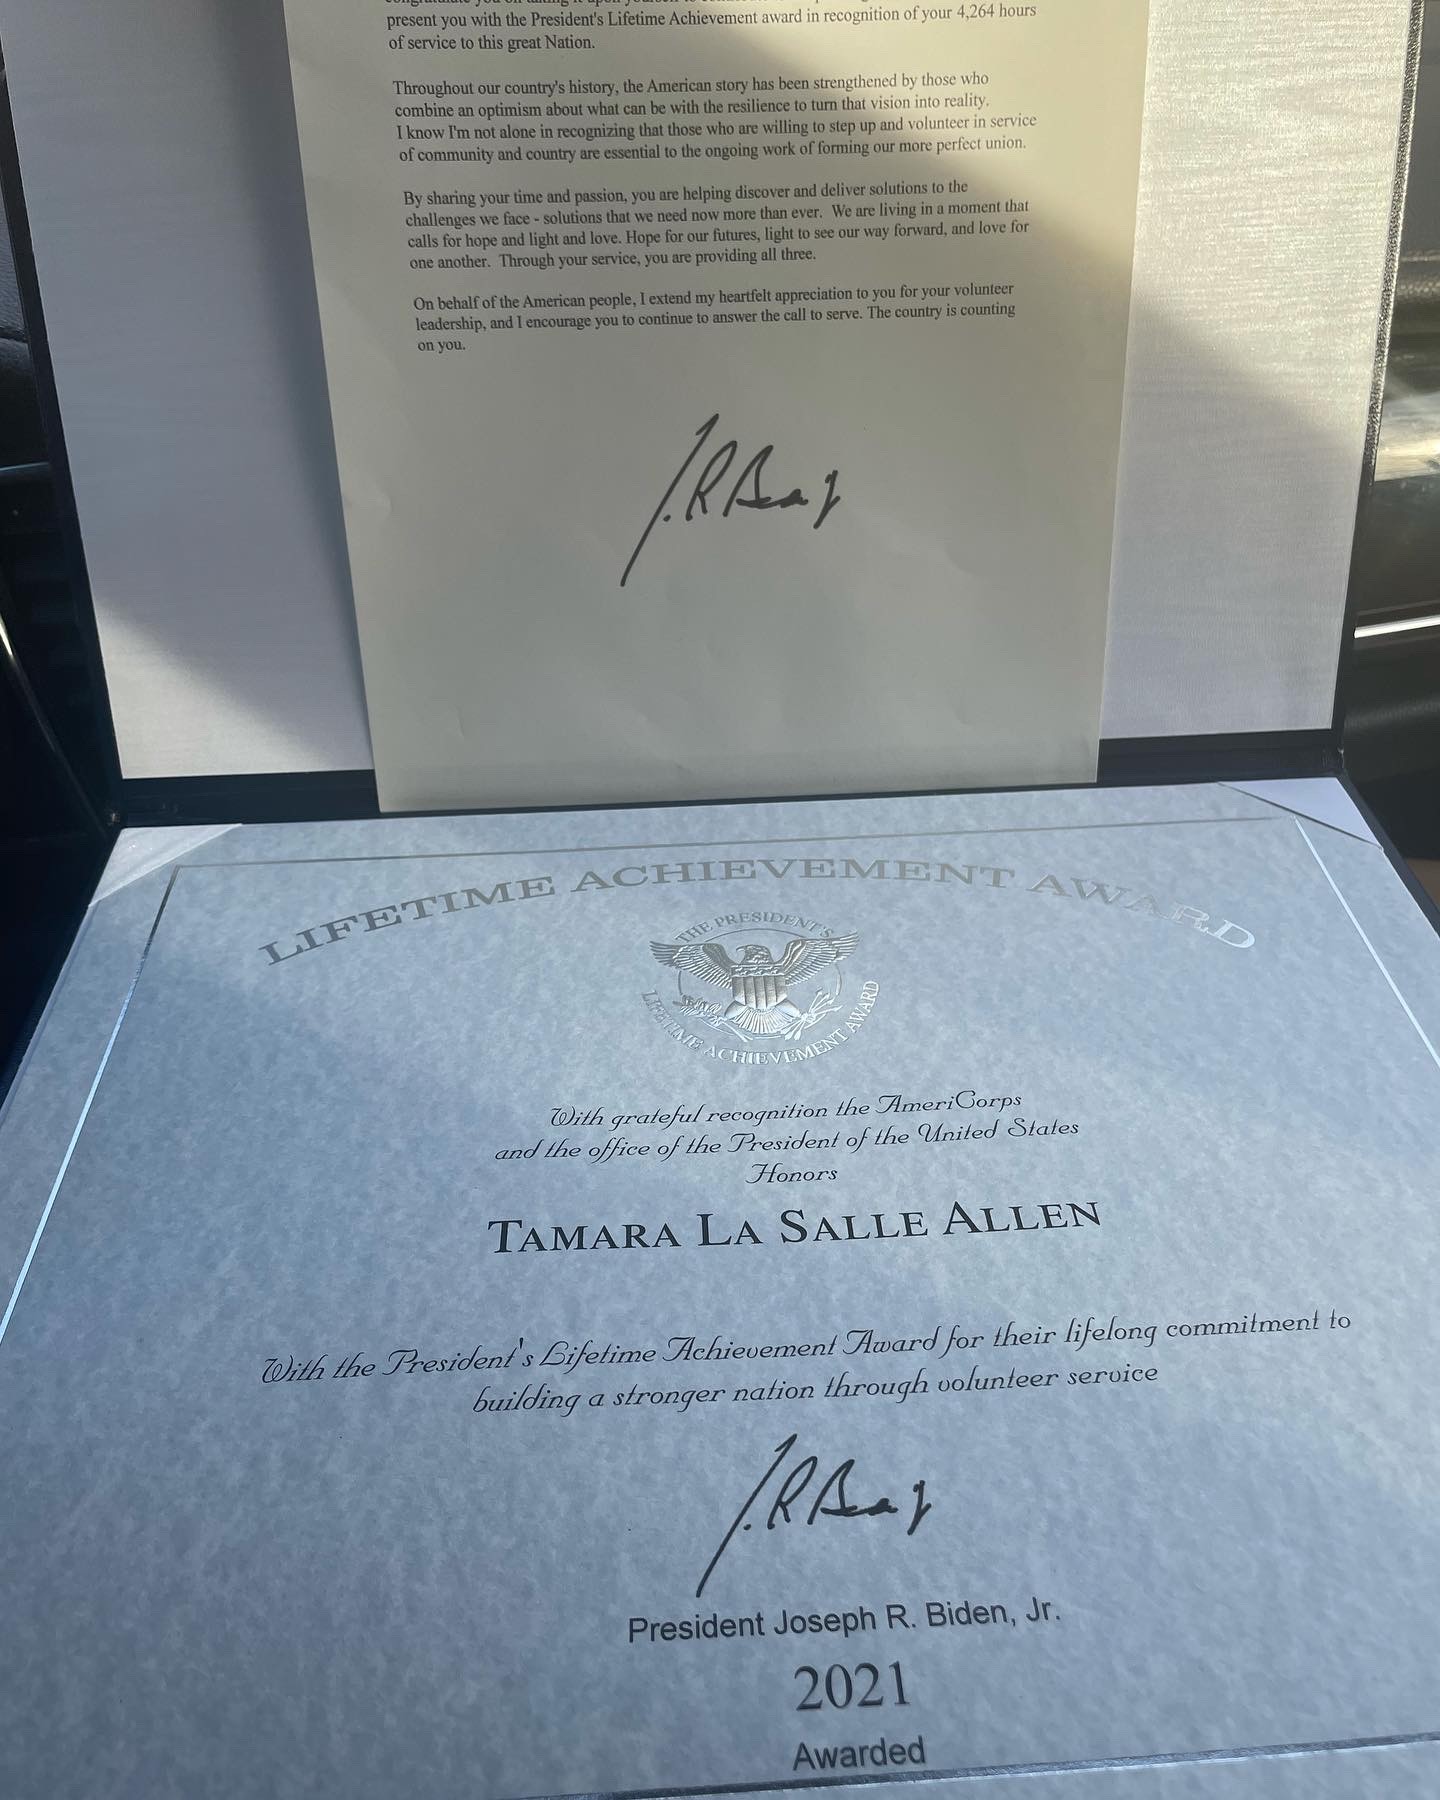 present you with the President's Lifetime Achievement award in recognition of your 4,264 hours
of service to this great Nation.
Throughout our country's history, the American story has been strengthened by those who
combine an optimism about what can be with the resilience to turn that vision into reality.
I know I'm not alone in recognizing that those who are willing to step up and volunteer in service
of community and country are essential to the ongoing work of forming our more perfect union.
By sharing your time and passion, you are helping discover and deliver solutions to the
challenges we face - solutions that we need now more than ever. We are living in a moment that
calls for hope and light and love. Hope for our futures, light to see our way forward, and love for
one another. Through your service, you are providing all three.
On behalf of the American people, I extend my heartfelt appreciation to you for your volunteer
leadership, and I encourage you to continue to answer the call to serve. The country is counting
on you.
LIFETIME ACHIEVEMENT AWARD
THE PRESIDENT'S
LIFETIME ACHIEVEMENT AWARD
With grateful recognition the AmeriCorps
and the office of the President of the United States
Honors
TAMARA LA SALLE ALLEN
With the President's Lifetime Achievement Award for their lifelong commitment to
building a stronger nation through volunteer service
President Joseph R. Biden, Jr.
2021
Awarded